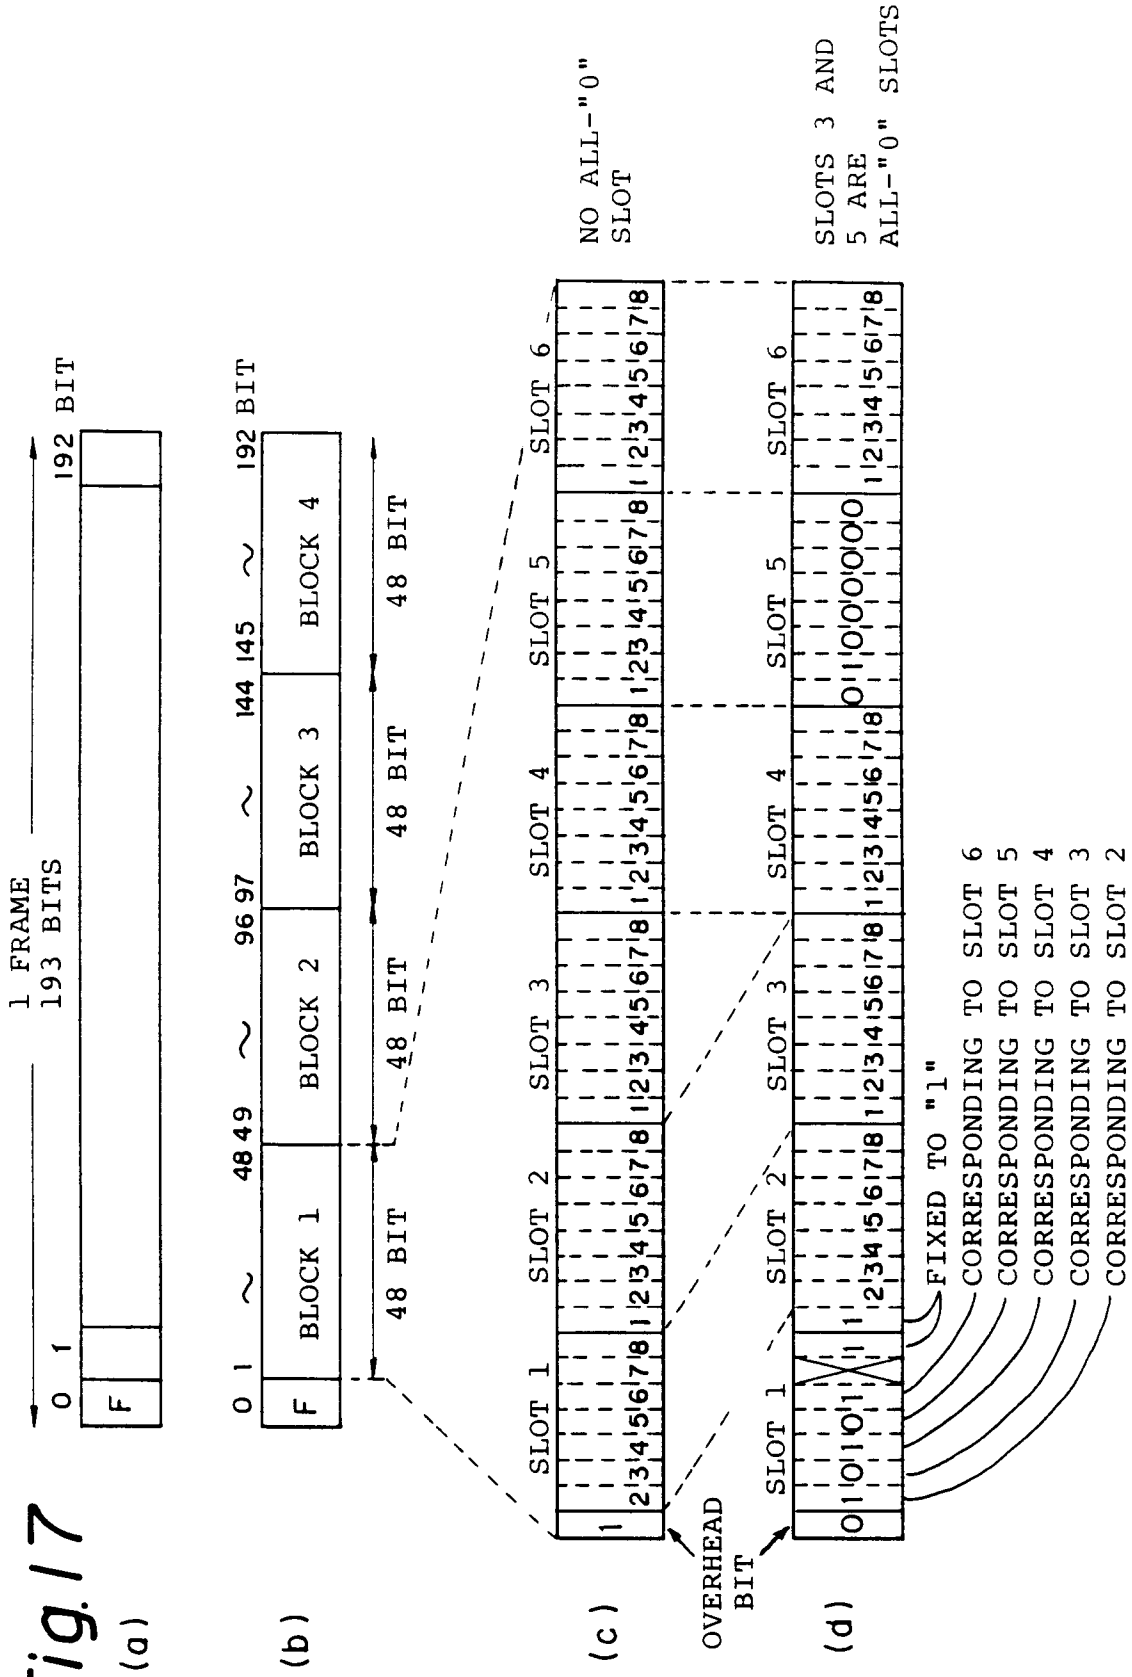 Fig. 17
(a)
1 FRAME
193 BITS
0 1 192 BIT
F
(b)
0 1 ~ 48 49 ~ 96 97 ~ 144 145 ~ 192 BIT
F BLOCK 1 BLOCK 2 BLOCK 3 BLOCK 4
48 BIT 48 BIT 48 BIT 48 BIT
(c)
SLOT 1 SLOT 2 SLOT 3 SLOT 4 SLOT 5 SLOT 6
1 2 3 4 5 6 7 8 1 2 3 4 5 6 7 8 1 2 3 4 5 6 7 8 1 2 3 4 5 6 7 8 1 2 3 4 5 6 7 8 1 2 3 4 5 6 7 8
NO ALL-"0"
SLOT
OVERHEAD
BIT
(d)
SLOT 1 SLOT 2 SLOT 3 SLOT 4 SLOT 5 SLOT 6
0 1 0 1 0 1 1 1 2 3 4 5 6 7 8 1 2 3 4 5 6 7 8 1 2 3 4 5 6 7 8 0 1 0 0 0 0 0 0 1 2 3 4 5 6 7 8
SLOTS 3 AND
5 ARE
ALL-"0" SLOTS
FIXED TO "1"
CORRESPONDING TO SLOT 6
CORRESPONDING TO SLOT 5
CORRESPONDING TO SLOT 4
CORRESPONDING TO SLOT 3
CORRESPONDING TO SLOT 2